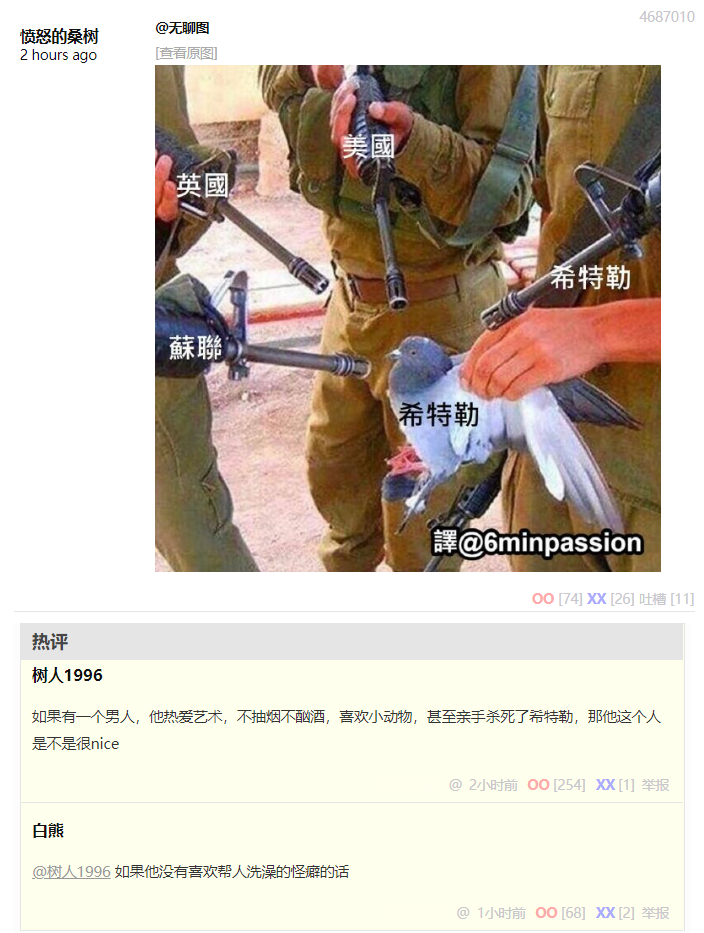 4687010
愤怒的桑树
2 hours ago
@无聊图
[查看原图]
美國
英國
希特勒
蘇聯
希特勒
譯@6minpassion
OO [74] XX [26] 吐槽 [11]
热评
树人1996
如果有一个男人，他热爱艺术，不抽烟不酗酒，喜欢小动物，甚至亲手杀死了希特勒，那他这个人
是不是很nice
@ 2小时前 OO [254] XX [1] 举报
白熊
@树人1996 如果他没有喜欢帮人洗澡的怪癖的话
@ 1小时前 OO [68] XX [2] 举报